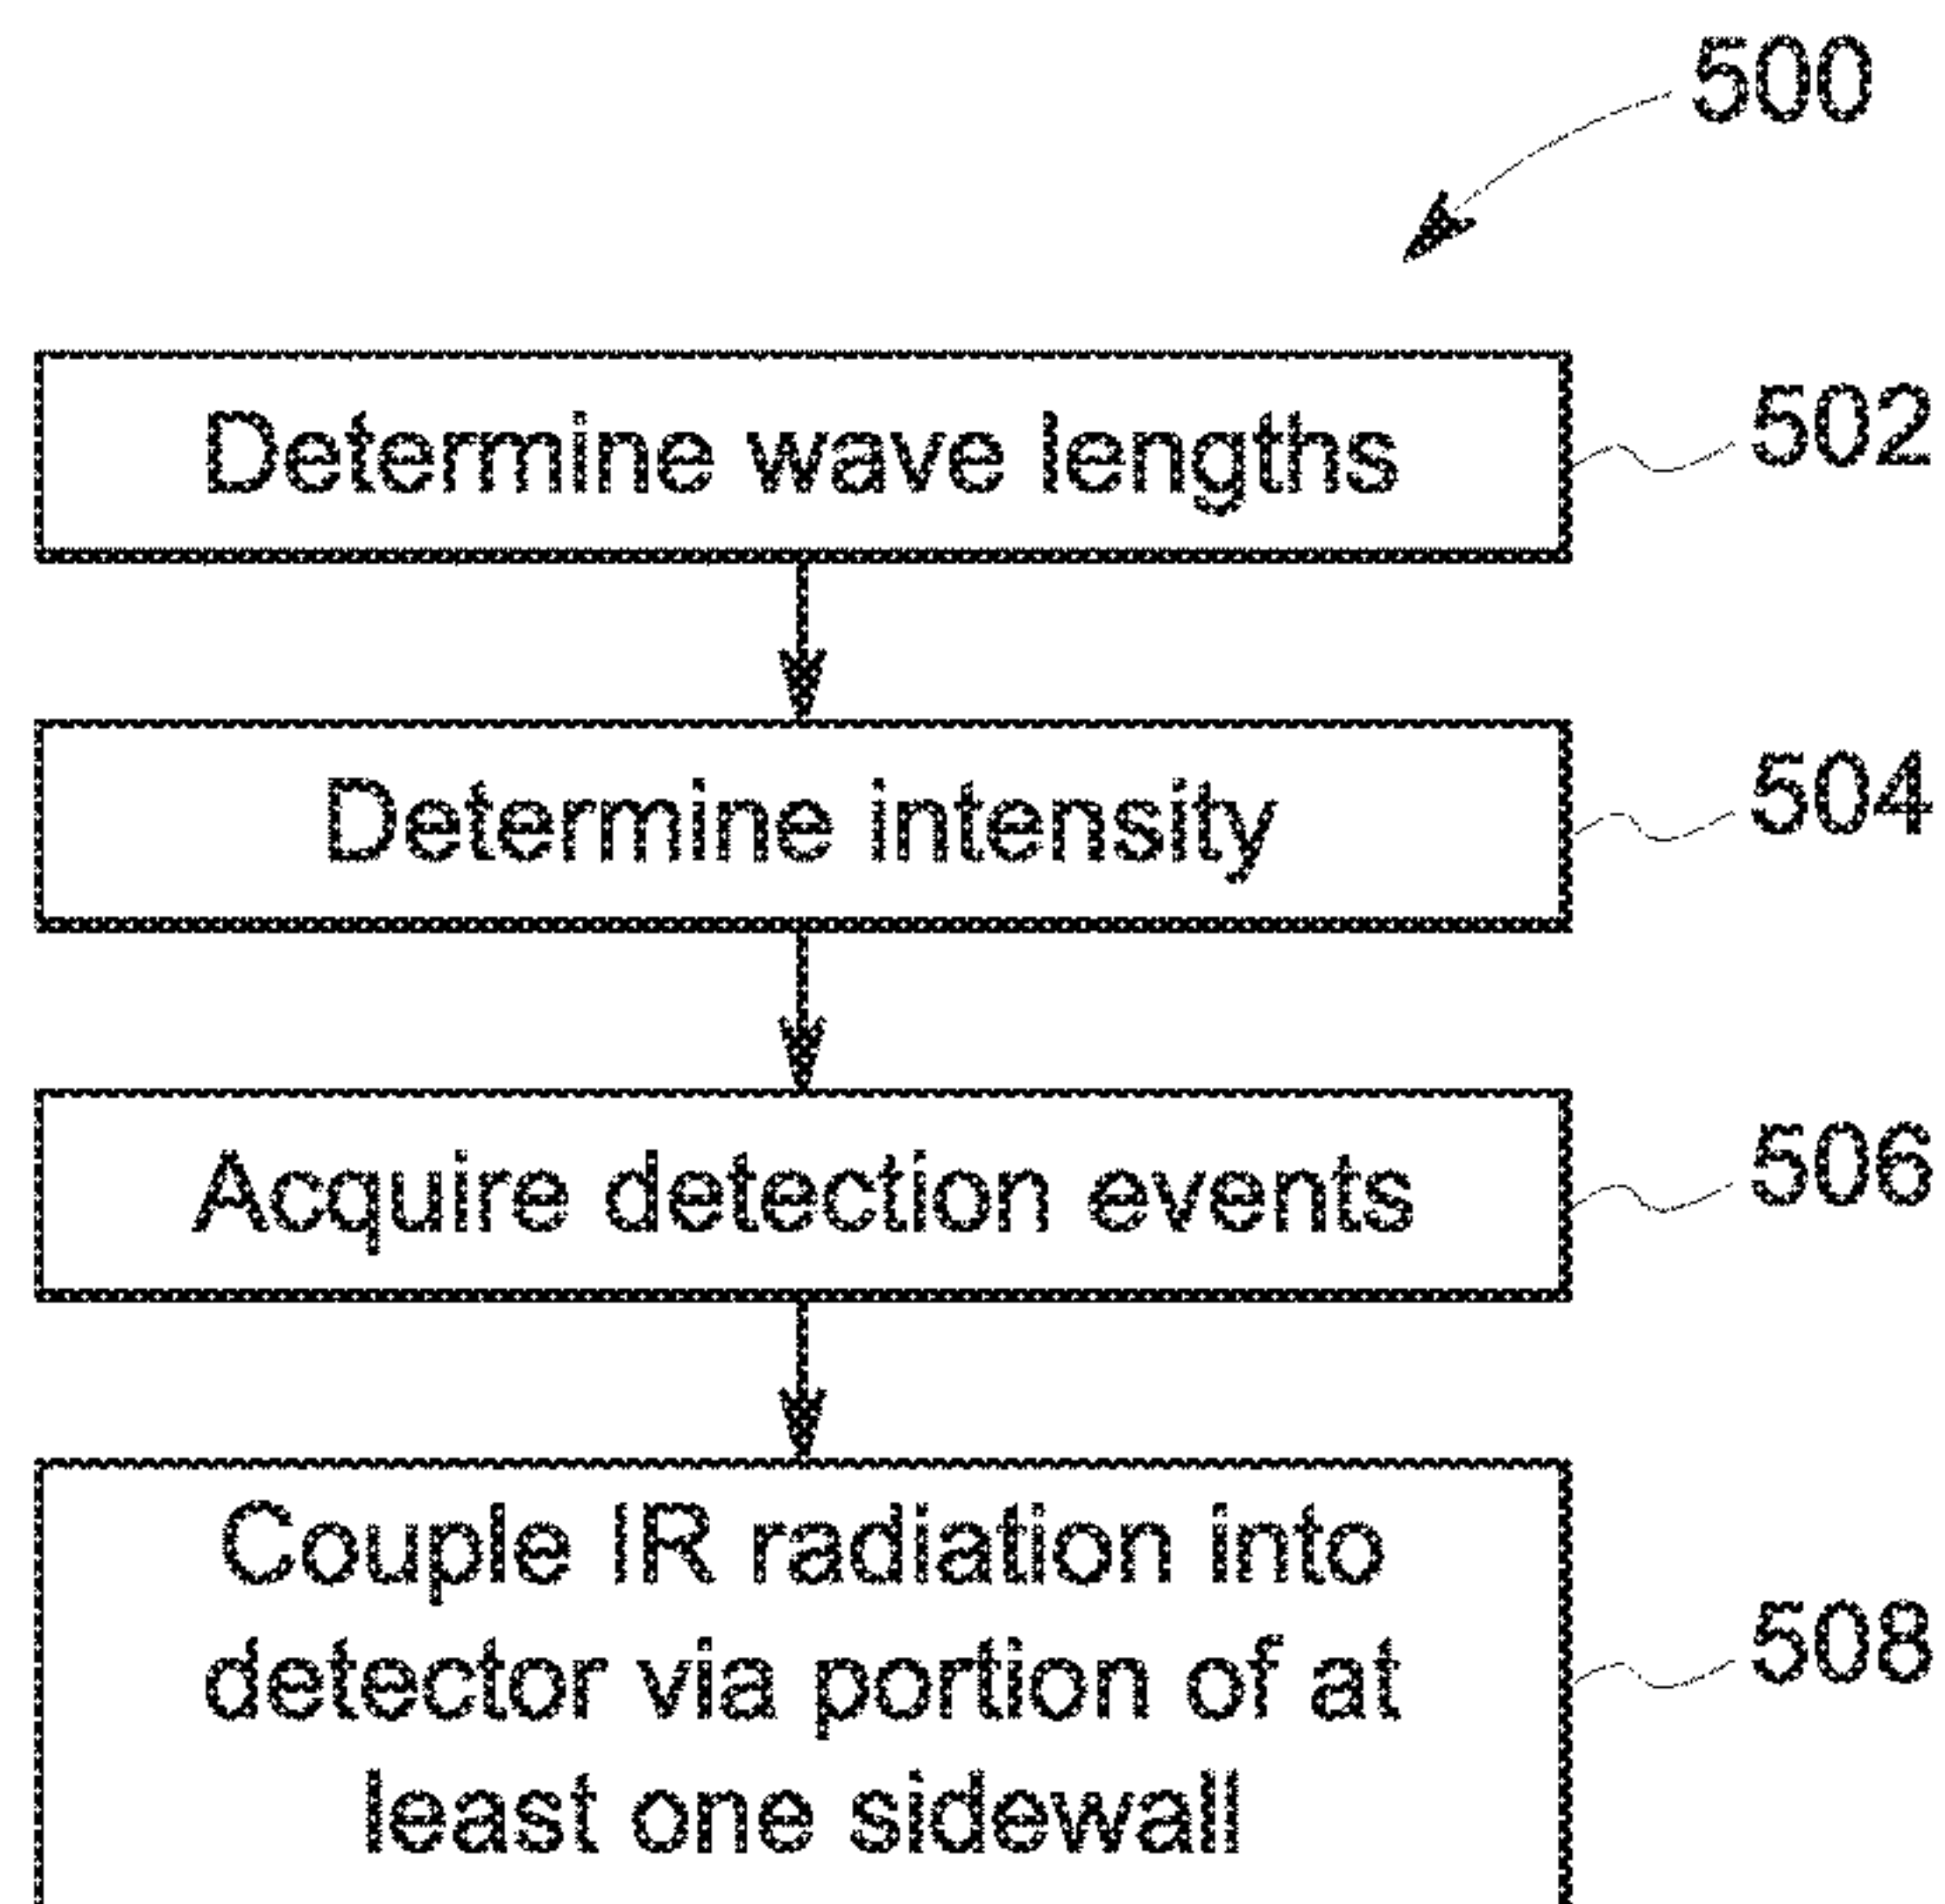 500
Determine wave lengths
502
Determine intensity
504
Acquire detection events
506
Couple IR radiation into
detector via portion of at
least one sidewall
508